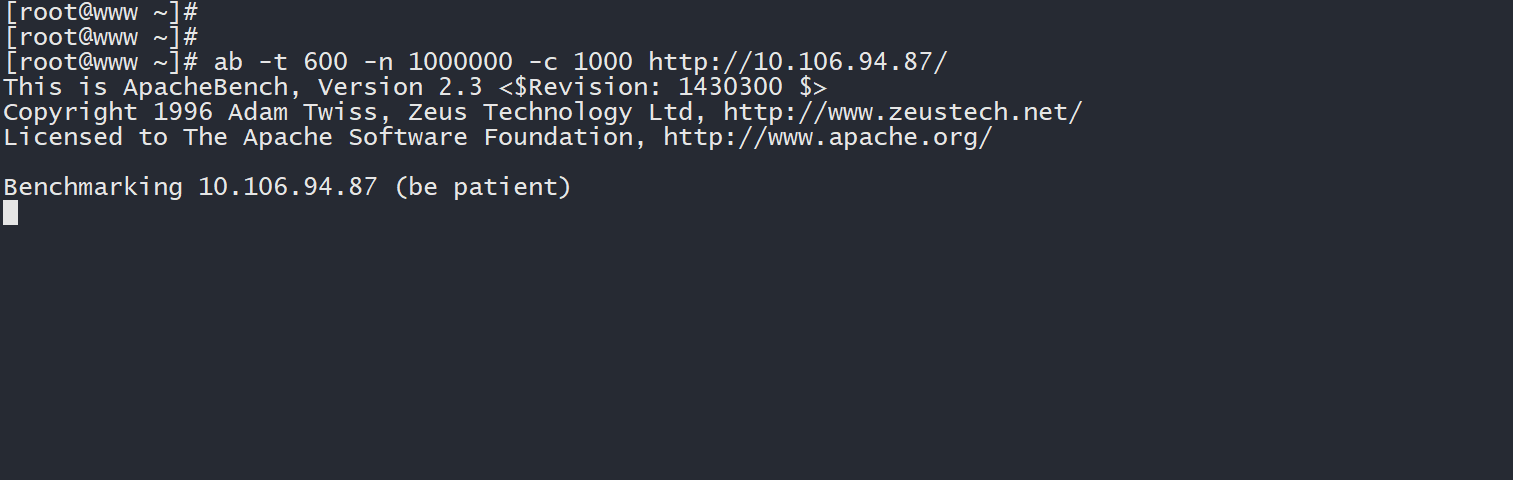 [root@www ~]#
[root@www ~]#
[root@www ~]# ab -t 600 -n 1000000 -c 1000 http://10.106.94.87/
This is ApacheBench, Version 2.3 <$Revision: 1430300 $>
Copyright 1996 Adam Twiss, Zeus Technology Ltd, http://www.zeustech.net/
Licensed to The Apache Software Foundation, http://www.apache.org/
Benchmarking 10.106.94.87 (be patient)